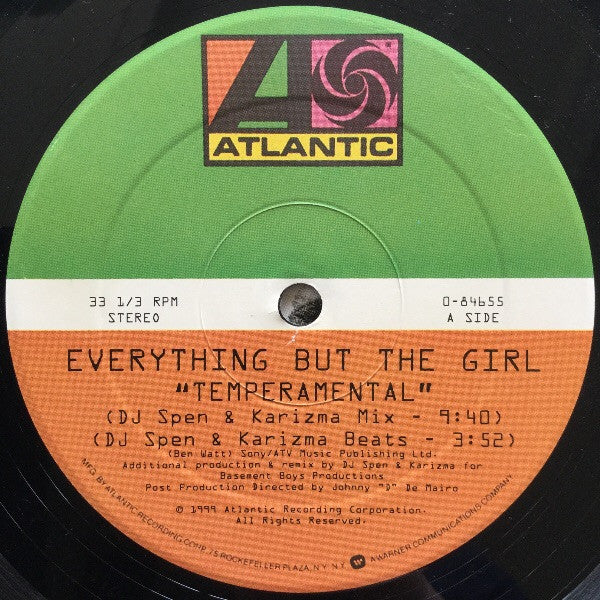 ATLANTIC
33 1/3 RPM
STEREO
0-84655
A SIDE
EVERYTHING BUT THE GIRL
"TEMPERAMENTAL"
(DJ Spen & Karizma Mix - 9:40)
(DJ Spen & Karizma Beats - 3:52)
(Ben Watt) Sony/ATV Music Publishing Ltd.
Additional production & remix by DJ Spen & Karizma for
Basement Boys Productions
Post Production Directed by Johnny "D" De Mairo
© 1999 Atlantic Recording Corporation.
All Rights Reserved.
MFG. BY ATLANTIC RECORDING CORP. 75 ROCKEFELLER PLAZA, N.Y. N.Y. A WARNER COMMUNICATIONS COMPANY